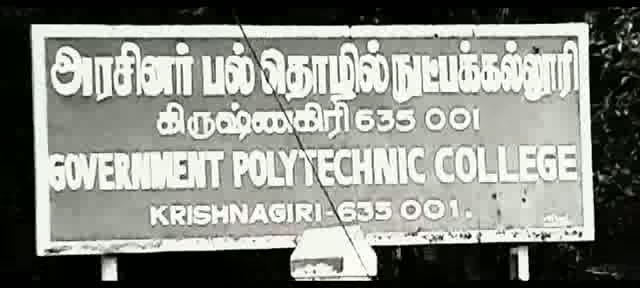 அரசினர் பல் தொழில் நுட்பக்கல்லூரி
கிருஷ்ணகிரி 635 001
GOVERNMENT POLYTECHNIC COLLEGE
KRISHNAGIRI-635 001.